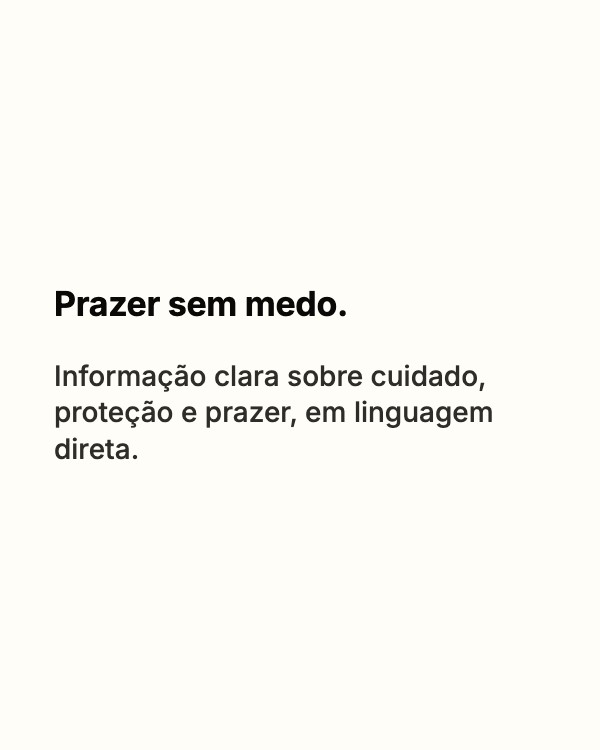 Prazer sem medo.
Informação clara sobre cuidado,
proteção e prazer, em linguagem
direta.